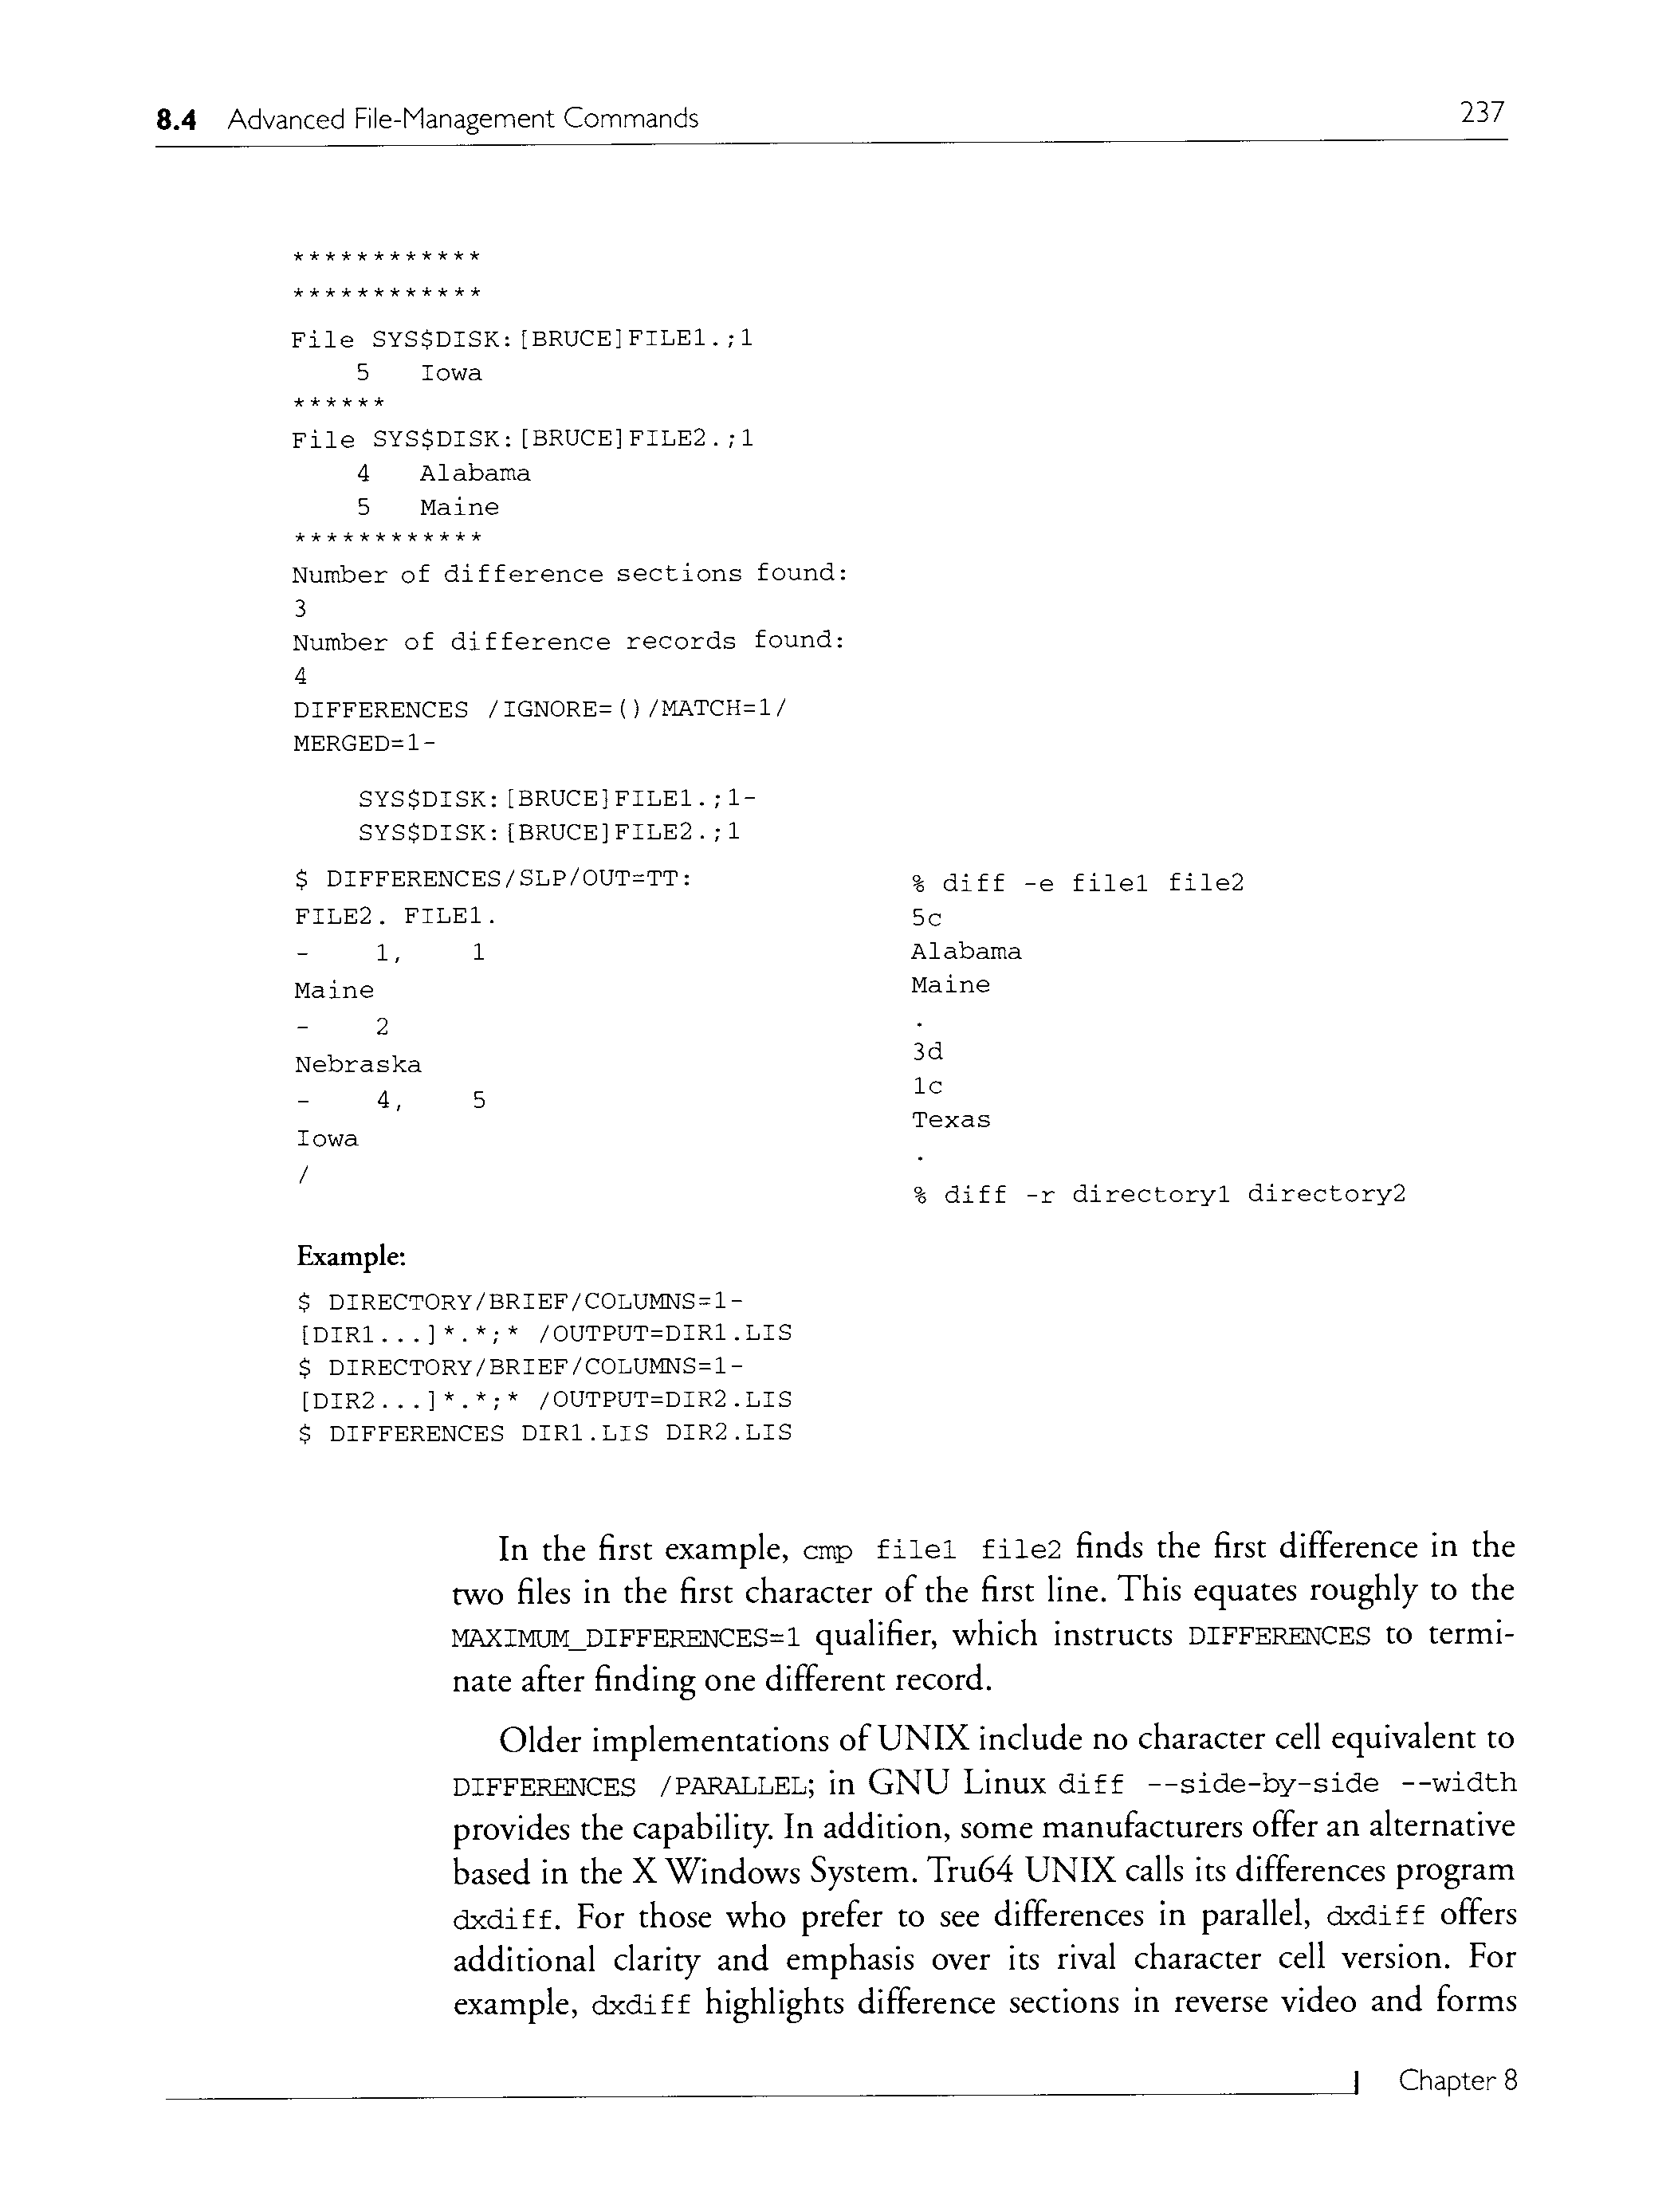 8.4 Advanced File-Management Commands 237
************
************
File SYS$DISK:[BRUCE]FILE1.;1
5 Iowa
******
File SYS$DISK:[BRUCE]FILE2.;1
4 Alabama
5 Maine
************
Number of difference sections found:
3
Number of difference records found:
4
DIFFERENCES /IGNORE=()/MATCH=1/
MERGED=1-
SYS$DISK:[BRUCE]FILE1.;1-
SYS$DISK:[BRUCE]FILE2.;1
$ DIFFERENCES/SLP/OUT=TT:
FILE2. FILE1.
- 1, 1
Maine
- 2
Nebraska
- 4, 5
Iowa
/
% diff -e file1 file2
5c
Alabama
Maine
.
3d
1c
Texas
.
% diff -r directory1 directory2
Example:
$ DIRECTORY/BRIEF/COLUMNS=1-
[DIR1...]*.*;* /OUTPUT=DIR1.LIS
$ DIRECTORY/BRIEF/COLUMNS=1-
[DIR2...]*.*;* /OUTPUT=DIR2.LIS
$ DIFFERENCES DIR1.LIS DIR2.LIS
In the first example, cmp file1 file2 finds the first difference in the
two files in the first character of the first line. This equates roughly to the
MAXIMUM_DIFFERENCES=1 qualifier, which instructs DIFFERENCES to termi-
nate after finding one different record.
Older implementations of UNIX include no character cell equivalent to
DIFFERENCES /PARALLEL; in GNU Linux diff --side-by-side --width
provides the capability. In addition, some manufacturers offer an alternative
based in the X Windows System. Tru64 UNIX calls its differences program
dxdiff. For those who prefer to see differences in parallel, dxdiff offers
additional clarity and emphasis over its rival character cell version. For
example, dxdiff highlights difference sections in reverse video and forms
Chapter 8